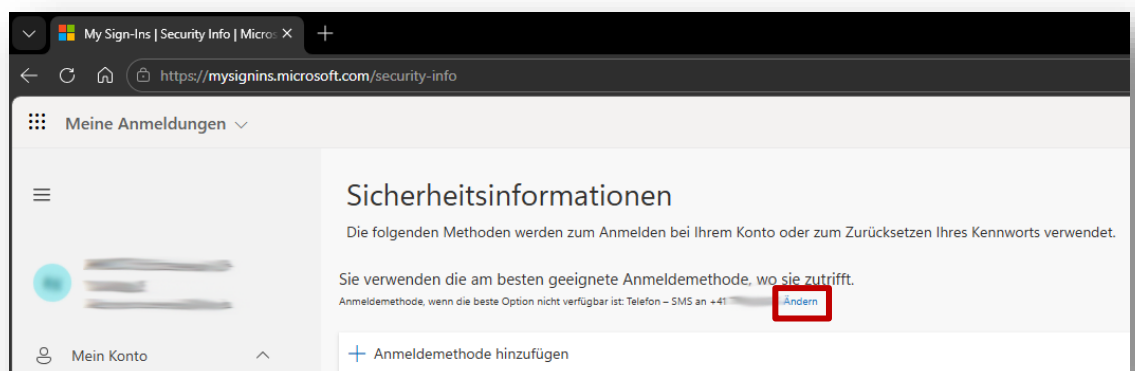 My Sign-Ins | Security Info | Micros
https://mysignins.microsoft.com/security-info
Meine Anmeldungen
Sicherheitsinformationen
Die folgenden Methoden werden zum Anmelden bei Ihrem Konto oder zum Zurücksetzen Ihres Kennworts verwendet.
Sie verwenden die am besten geeignete Anmeldemethode, wo sie zutrifft.
Anmeldemethode, wenn die beste Option nicht verfügbar ist: Telefon – SMS an +41 Ändern
Mein Konto
Anmeldemethode hinzufügen